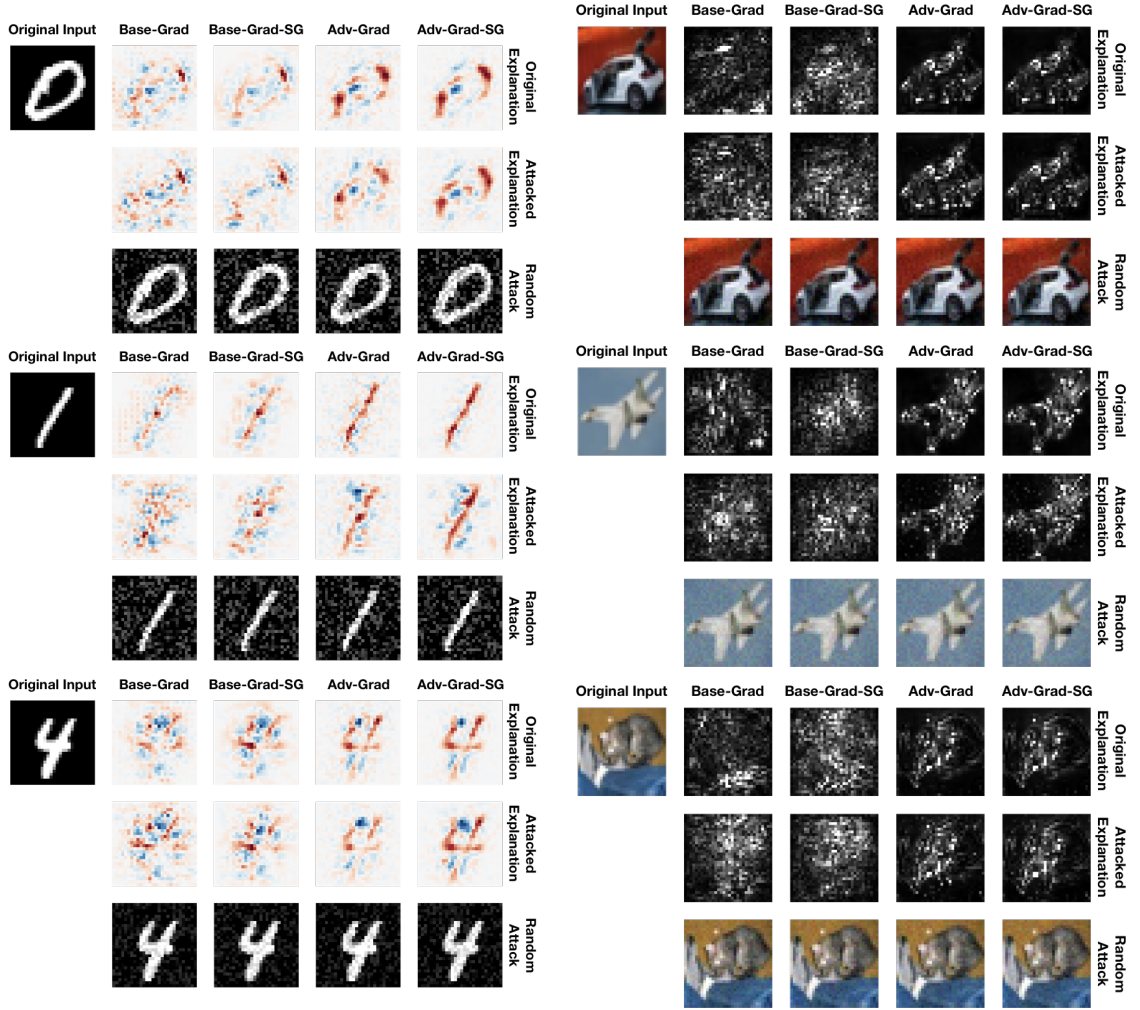 Original Input Base-Grad Base-Grad-SG Adv-Grad Adv-Grad-SG
Original
Explanation
Attacked
Explanation
Random
Attack
Original Input Base-Grad Base-Grad-SG Adv-Grad Adv-Grad-SG
Original
Explanation
Attacked
Explanation
Random
Attack
Original Input Base-Grad Base-Grad-SG Adv-Grad Adv-Grad-SG
Original
Explanation
Attacked
Explanation
Random
Attack
Original Input Base-Grad Base-Grad-SG Adv-Grad Adv-Grad-SG
Original
Explanation
Attacked
Explanation
Random
Attack
Original Input Base-Grad Base-Grad-SG Adv-Grad Adv-Grad-SG
Original
Explanation
Attacked
Explanation
Random
Attack
Original Input Base-Grad Base-Grad-SG Adv-Grad Adv-Grad-SG
Original
Explanation
Attacked
Explanation
Random
Attack